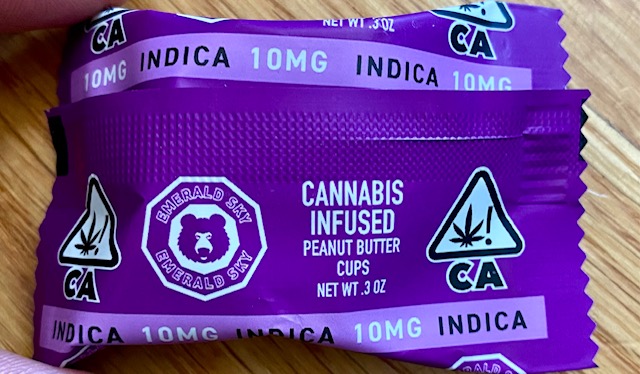 NET WT .3 OZ
CA
CA
10MG INDICA 10MG INDICA 10MG
EMERALD SKY
EMERALD SKY
CANNABIS
INFUSED
PEANUT BUTTER
CUPS
NET WT .3 OZ
!
CA
!
CA
INDICA 10MG INDICA 10MG INDICA